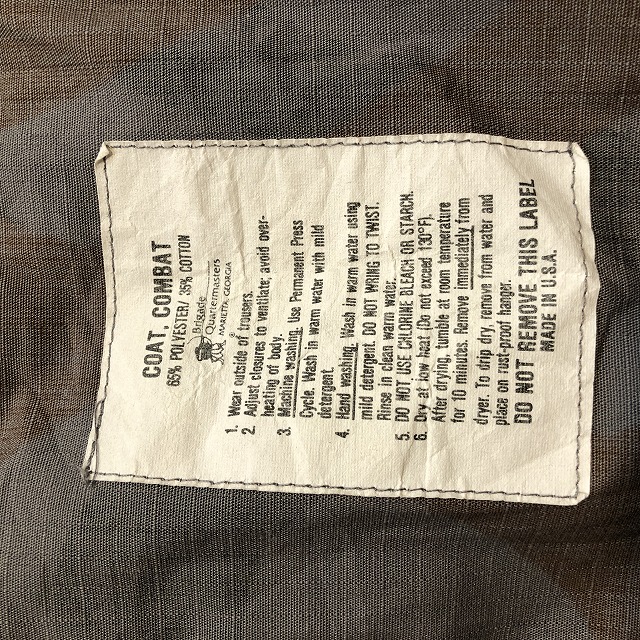 COAT, COMBAT
65% POLYESTER/ 35% COTTON
Brigade
Quartermasters
®
MARIETTA, GEORGIA
1. Wear outside of trousers.
2. Adjust closures to ventilate; avoid over-
heating of body.
3. Machine washing. Use Permanent Press
Cycle. Wash in warm water with mild
detergent.
4. Hand washing. Wash in warm water using
mild detergent. DO NOT WRING TO TWIST.
Rinse in clean warm water.
5. DO NOT USE CHLORINE BLEACH OR STARCH.
6. Dry at low heat (Do not exceed 130°F).
After drying, tumble at room temperature
for 10 minutes. Remove immediately from
dryer. To drip dry, remove from water and
place on rust-proof hanger.
DO NOT REMOVE THIS LABEL
MADE IN U.S.A.